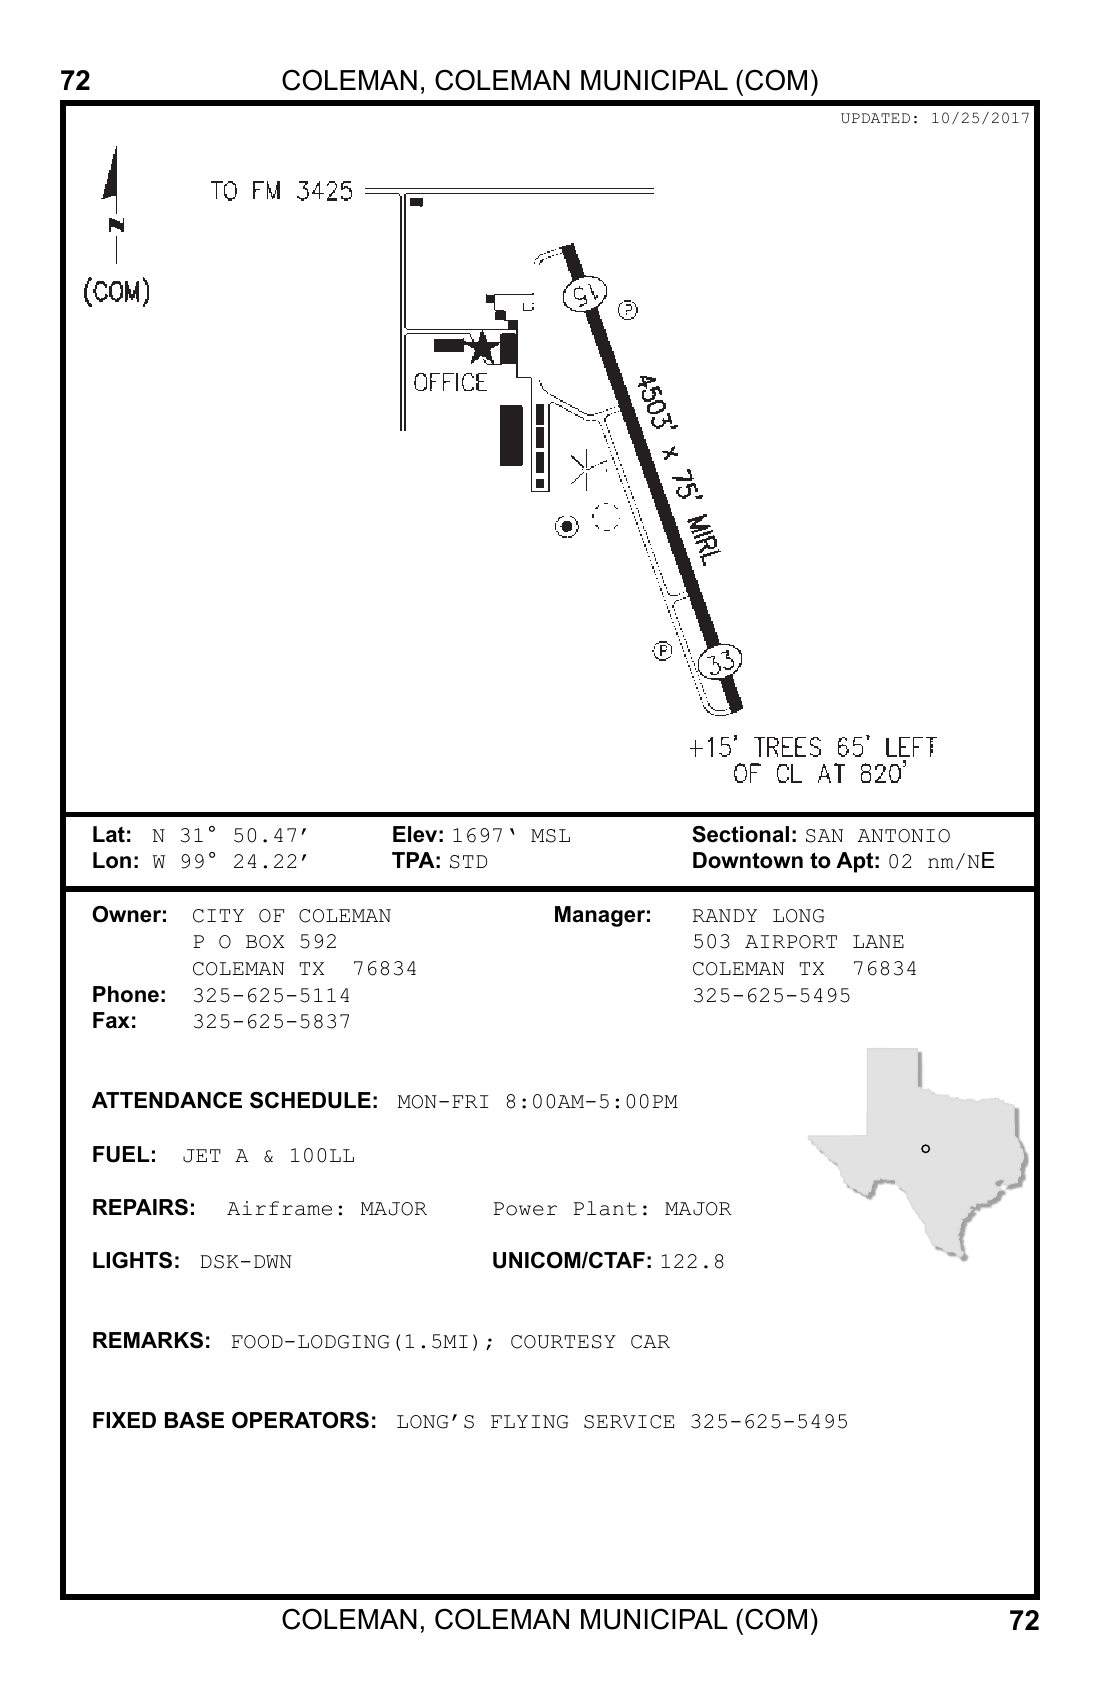 72 COLEMAN, COLEMAN MUNICIPAL (COM)
UPDATED: 10/25/2017
TO FM 3425
N
(COM)
15
P
OFFICE
4503' x 75' MIRL
P
33
+15' TREES 65' LEFT
OF CL AT 820'
Lat: N 31° 50.47’ Elev: 1697‘ MSL Sectional: SAN ANTONIO
Lon: W 99° 24.22’ TPA: STD Downtown to Apt: 02 nm/NE
Owner: CITY OF COLEMAN Manager: RANDY LONG
P O BOX 592 503 AIRPORT LANE
COLEMAN TX 76834 COLEMAN TX 76834
Phone: 325-625-5114 325-625-5495
Fax: 325-625-5837
ATTENDANCE SCHEDULE: MON-FRI 8:00AM-5:00PM
FUEL: JET A & 100LL
REPAIRS: Airframe: MAJOR Power Plant: MAJOR
LIGHTS: DSK-DWN UNICOM/CTAF: 122.8
REMARKS: FOOD-LODGING(1.5MI); COURTESY CAR
FIXED BASE OPERATORS: LONG’S FLYING SERVICE 325-625-5495
COLEMAN, COLEMAN MUNICIPAL (COM) 72